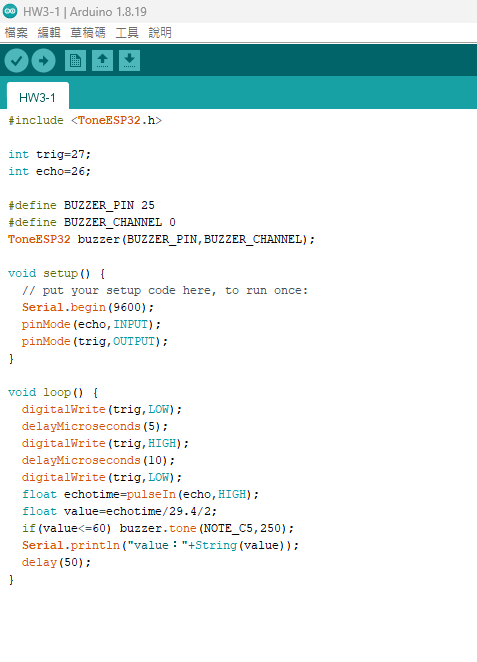 HW3-1 | Arduino 1.8.19
檔案 編輯 草稿碼 工具 說明
HW3-1
#include <ToneESP32.h>
int trig=27;
int echo=26;
#define BUZZER_PIN 25
#define BUZZER_CHANNEL 0
ToneESP32 buzzer(BUZZER_PIN,BUZZER_CHANNEL);
void setup() {
// put your setup code here, to run once:
Serial.begin(9600);
pinMode(echo,INPUT);
pinMode(trig,OUTPUT);
}
void loop() {
digitalWrite(trig,LOW);
delayMicroseconds(5);
digitalWrite(trig,HIGH);
delayMicroseconds(10);
digitalWrite(trig,LOW);
float echotime=pulseIn(echo,HIGH);
float value=echotime/29.4/2;
if(value<=60) buzzer.tone(NOTE_C5,250);
Serial.println("value："+String(value));
delay(50);
}